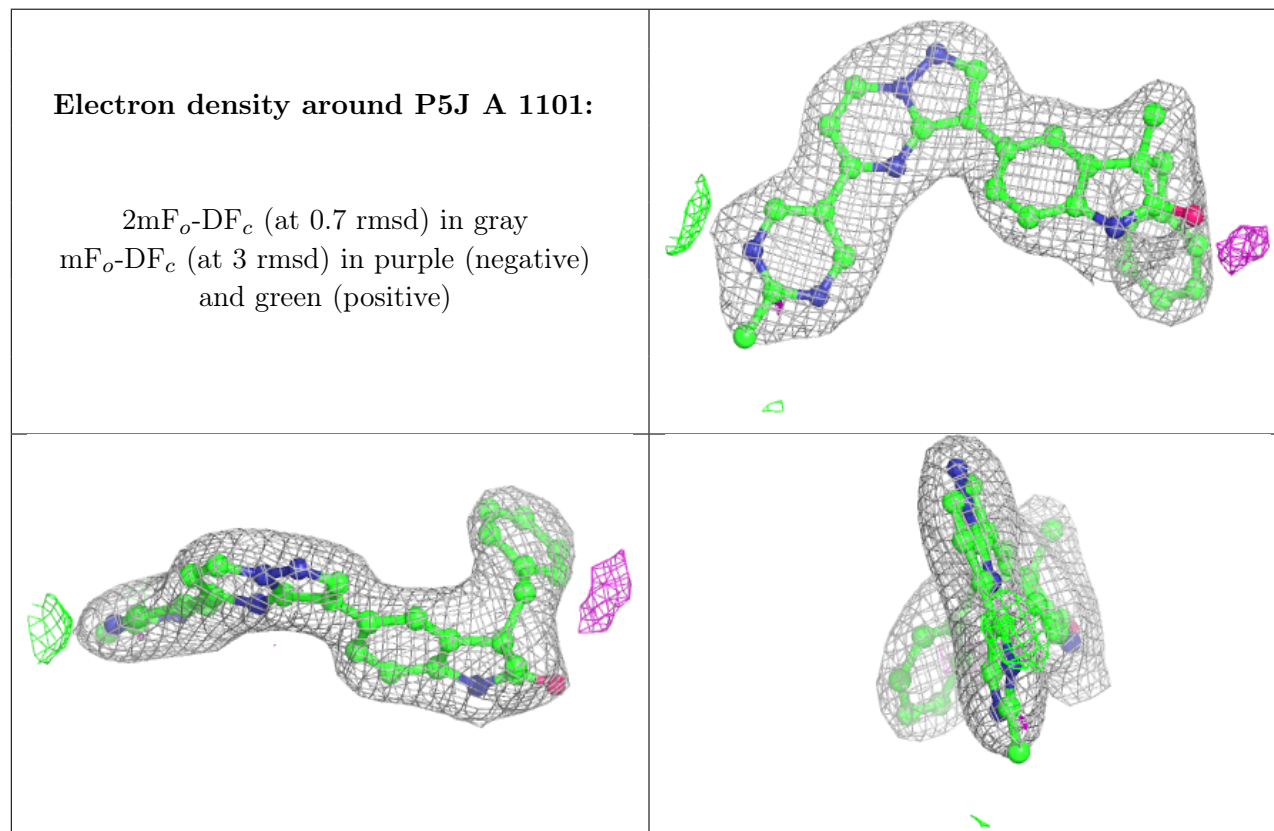 Electron density around P5J A 1101:
2mFo-DFc (at 0.7 rmsd) in gray
mFo-DFc (at 3 rmsd) in purple (negative)
and green (positive)